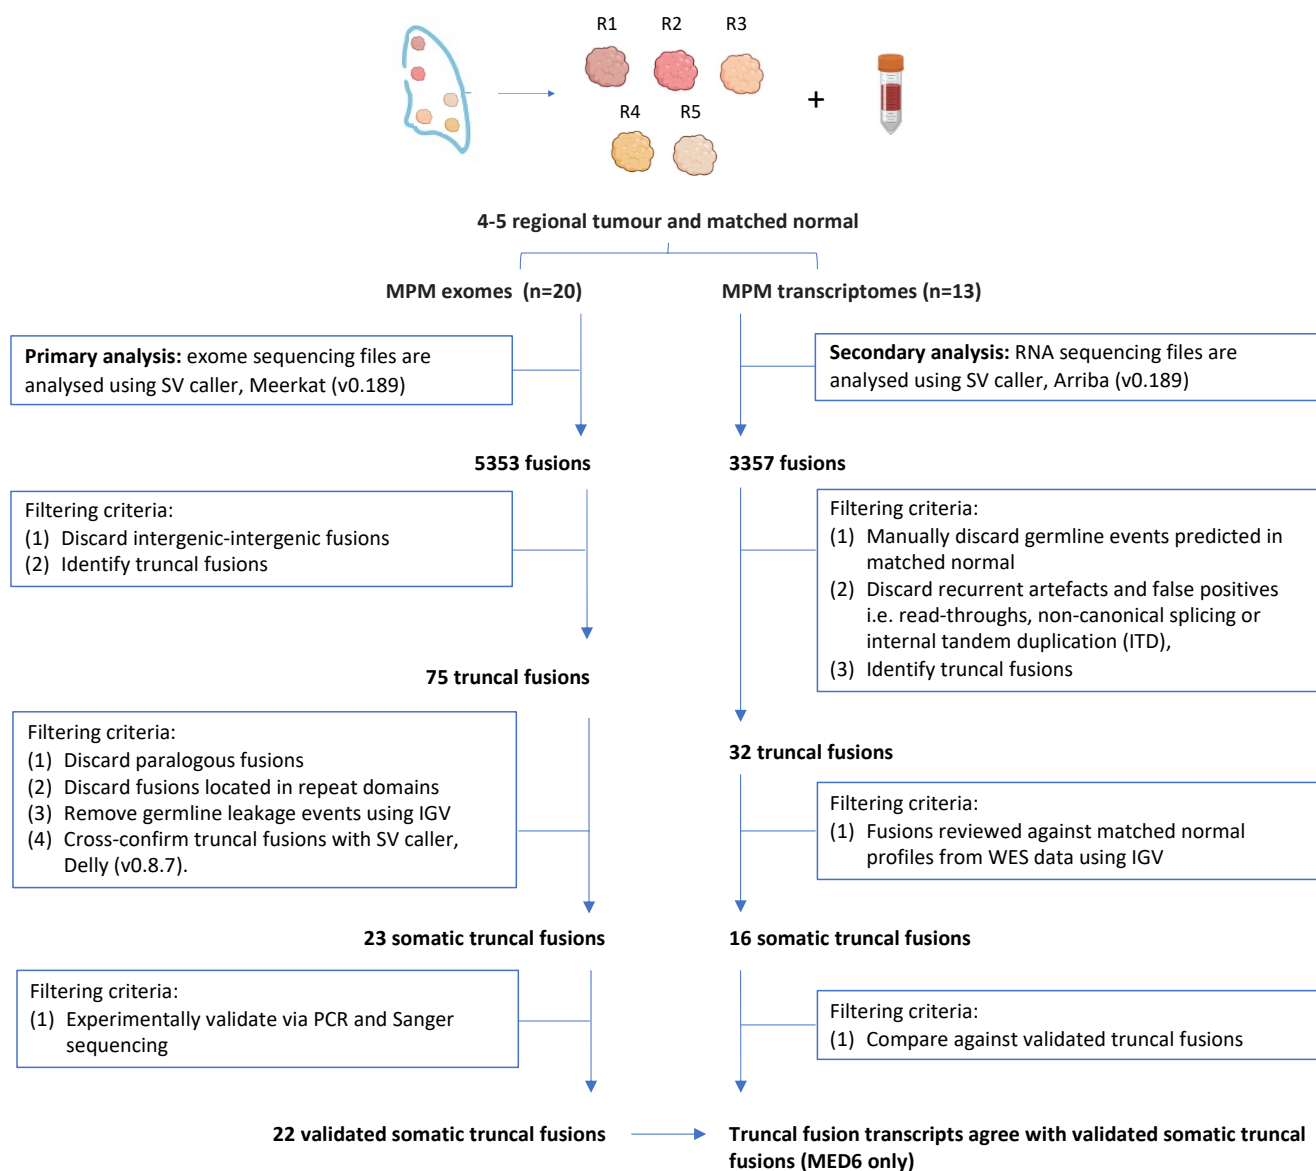 R1 R2 R3
+
R4 R5
4-5 regional tumour and matched normal
MPM exomes (n=20)
MPM transcriptomes (n=13)
Primary analysis: exome sequencing files are
analysed using SV caller, Meerkat (v0.189)
Secondary analysis: RNA sequencing files are
analysed using SV caller, Arriba (v0.189)
5353 fusions
3357 fusions
Filtering criteria:
(1) Discard intergenic-intergenic fusions
(2) Identify truncal fusions
Filtering criteria:
(1) Manually discard germline events predicted in
matched normal
(2) Discard recurrent artefacts and false positives
i.e. read-throughs, non-canonical splicing or
internal tandem duplication (ITD),
(3) Identify truncal fusions
75 truncal fusions
32 truncal fusions
Filtering criteria:
(1) Discard paralogous fusions
(2) Discard fusions located in repeat domains
(3) Remove germline leakage events using IGV
(4) Cross-confirm truncal fusions with SV caller,
Delly (v0.8.7).
Filtering criteria:
(1) Fusions reviewed against matched normal
profiles from WES data using IGV
23 somatic truncal fusions
16 somatic truncal fusions
Filtering criteria:
(1) Experimentally validate via PCR and Sanger
sequencing
Filtering criteria:
(1) Compare against validated truncal fusions
22 validated somatic truncal fusions
Truncal fusion transcripts agree with validated somatic truncal
fusions (MED6 only)